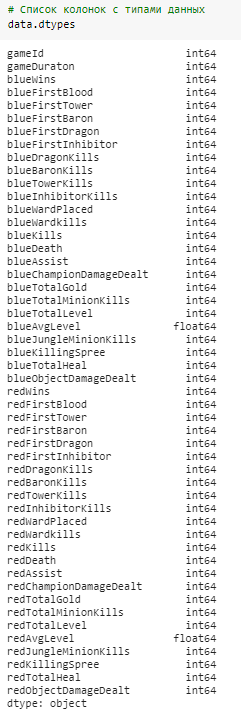 # Список колонок с типами данных
data.dtypes
gameId int64
gameDuraton int64
blueWins int64
blueFirstBlood int64
blueFirstTower int64
blueFirstBaron int64
blueFirstDragon int64
blueFirstInhibitor int64
blueDragonKills int64
blueBaronKills int64
blueTowerKills int64
blueInhibitorKills int64
blueWardPlaced int64
blueWardkills int64
blueKills int64
blueDeath int64
blueAssist int64
blueChampionDamageDealt int64
blueTotalGold int64
blueTotalMinionKills int64
blueTotalLevel int64
blueAvgLevel float64
blueJungleMinionKills int64
blueKillingSpree int64
blueTotalHeal int64
blueObjectDamageDealt int64
redWins int64
redFirstBlood int64
redFirstTower int64
redFirstBaron int64
redFirstDragon int64
redFirstInhibitor int64
redDragonKills int64
redBaronKills int64
redTowerKills int64
redInhibitorKills int64
redWardPlaced int64
redWardkills int64
redKills int64
redDeath int64
redAssist int64
redChampionDamageDealt int64
redTotalGold int64
redTotalMinionKills int64
redTotalLevel int64
redAvgLevel float64
redJungleMinionKills int64
redKillingSpree int64
redTotalHeal int64
redObjectDamageDealt int64
dtype: object